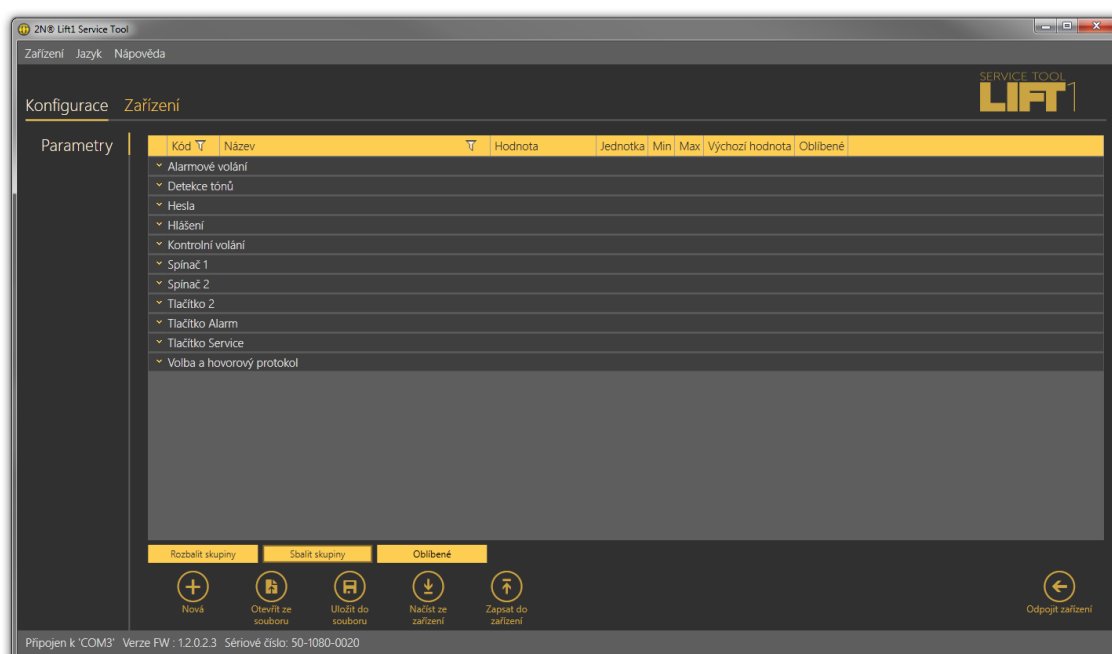 2N® Lift1 Service Tool
Zařízení Jazyk Nápověda
SERVICE TOOL
LIFT1
Konfigurace Zařízení
Parametry
Kód Název Hodnota Jednotka Min Max Výchozí hodnota Oblíbené
Alarmové volání
Detekce tónů
Hesla
Hlášení
Kontrolní volání
Spínač 1
Spínač 2
Tlačítko 2
Tlačítko Alarm
Tlačítko Service
Volba a hovorový protokol
Rozbalit skupiny Sbalit skupiny Oblíbené
Nová
Otevřít ze
souboru
Uložit do
souboru
Načíst ze
zařízení
Zapsat do
zařízení
Odpojit zařízení
Připojen k 'COM3' Verze FW : 1.2.0.2.3 Sériové číslo: 50-1080-0020